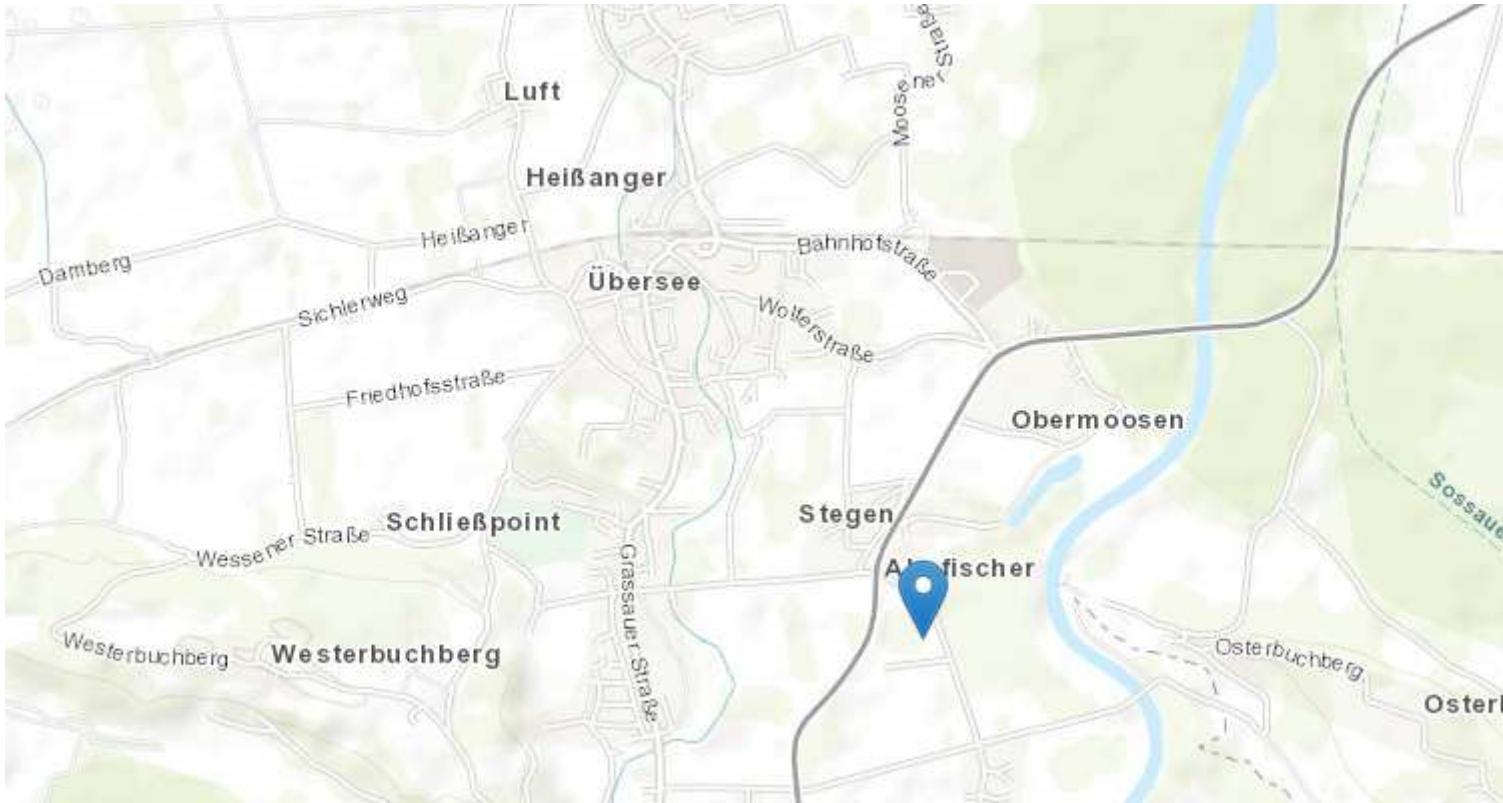 Straße
Moosener
Luft
Heißanger
Heißanger
Bahnhofstraße
Damberg
Übersee
Sichlerweg
Wolferstraße
Friedhofsstraße
Obermoosen
Stegen
Schließpoint
Wessener Straße
fischer
Grassauer Straße
Westerbuchberg
Westerbuchberg
Osterbuchberg